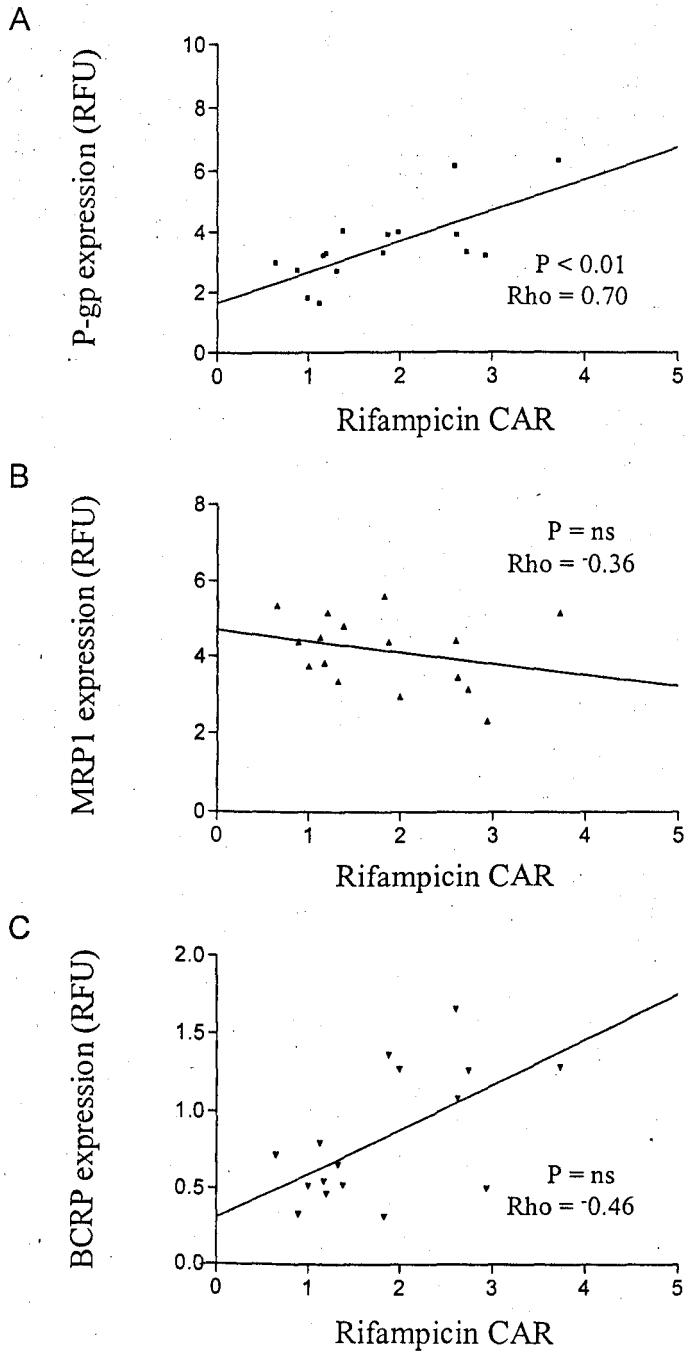 A
P-gp expression (RFU)
10
8
6
4
2
0
P < 0.01
Rho = 0.70
0 1 2 3 4 5
Rifampicin CAR
B
MRP1 expression (RFU)
8
6
4
2
0
P = ns
Rho = -0.36
0 1 2 3 4 5
Rifampicin CAR
C
BCRP expression (RFU)
2.0
1.5
1.0
0.5
0.0
P = ns
Rho = -0.46
0 1 2 3 4 5
Rifampicin CAR